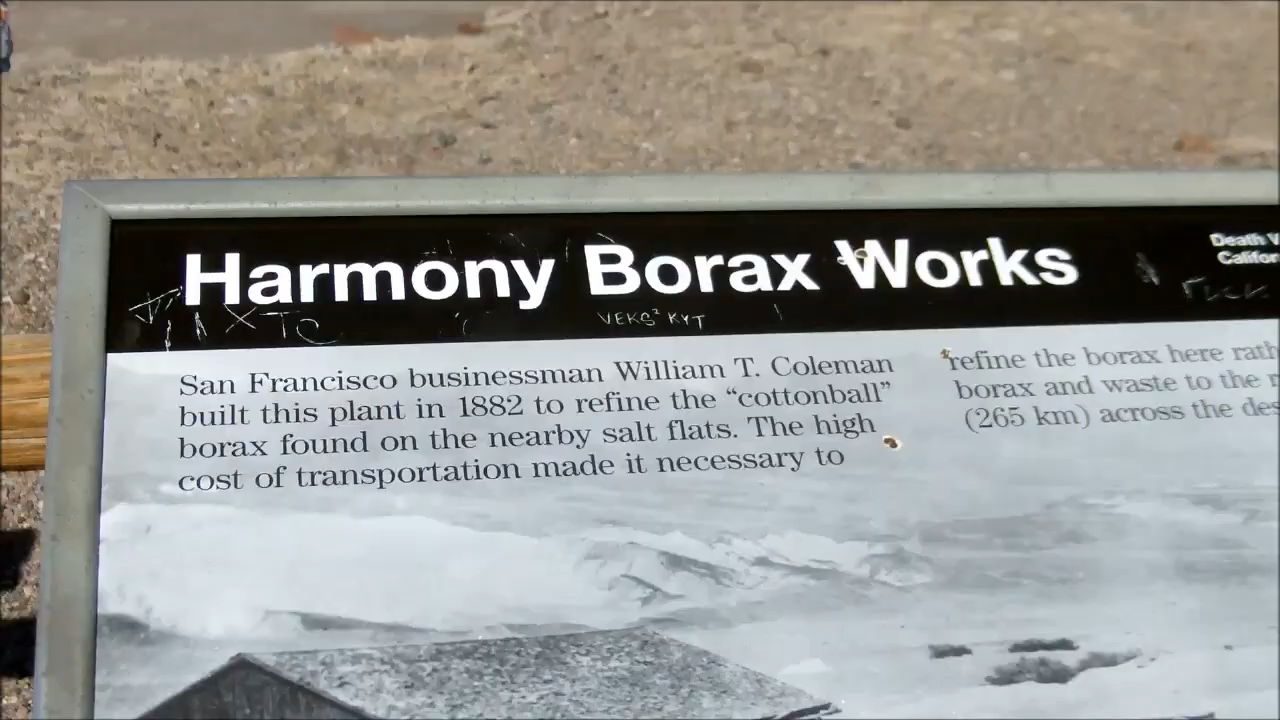 Harmony Borax Works
Death V
Califor
VEKS² KYT
San Francisco businessman William T. Coleman
built this plant in 1882 to refine the “cottonball”
borax found on the nearby salt flats. The high
cost of transportation made it necessary to
refine the borax here rath
borax and waste to the r
(265 km) across the des